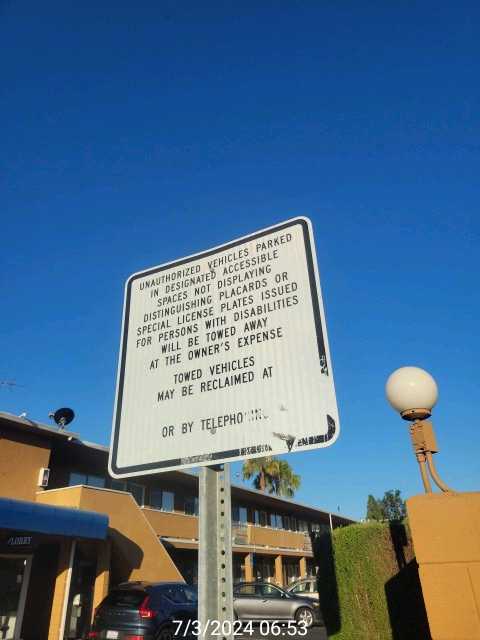 UNAUTHORIZED VEHICLES PARKED
IN DESIGNATED ACCESSIBLE
SPACES NOT DISPLAYING
DISTINGUISHING PLACARDS OR
SPECIAL LICENSE PLATES ISSUED
FOR PERSONS WITH DISABILITIES
WILL BE TOWED AWAY
AT THE OWNER'S EXPENSE
TOWED VEHICLES
MAY BE RECLAIMED AT
OR BY TELEPHONING
LOBBY
7/3/2024 06:53